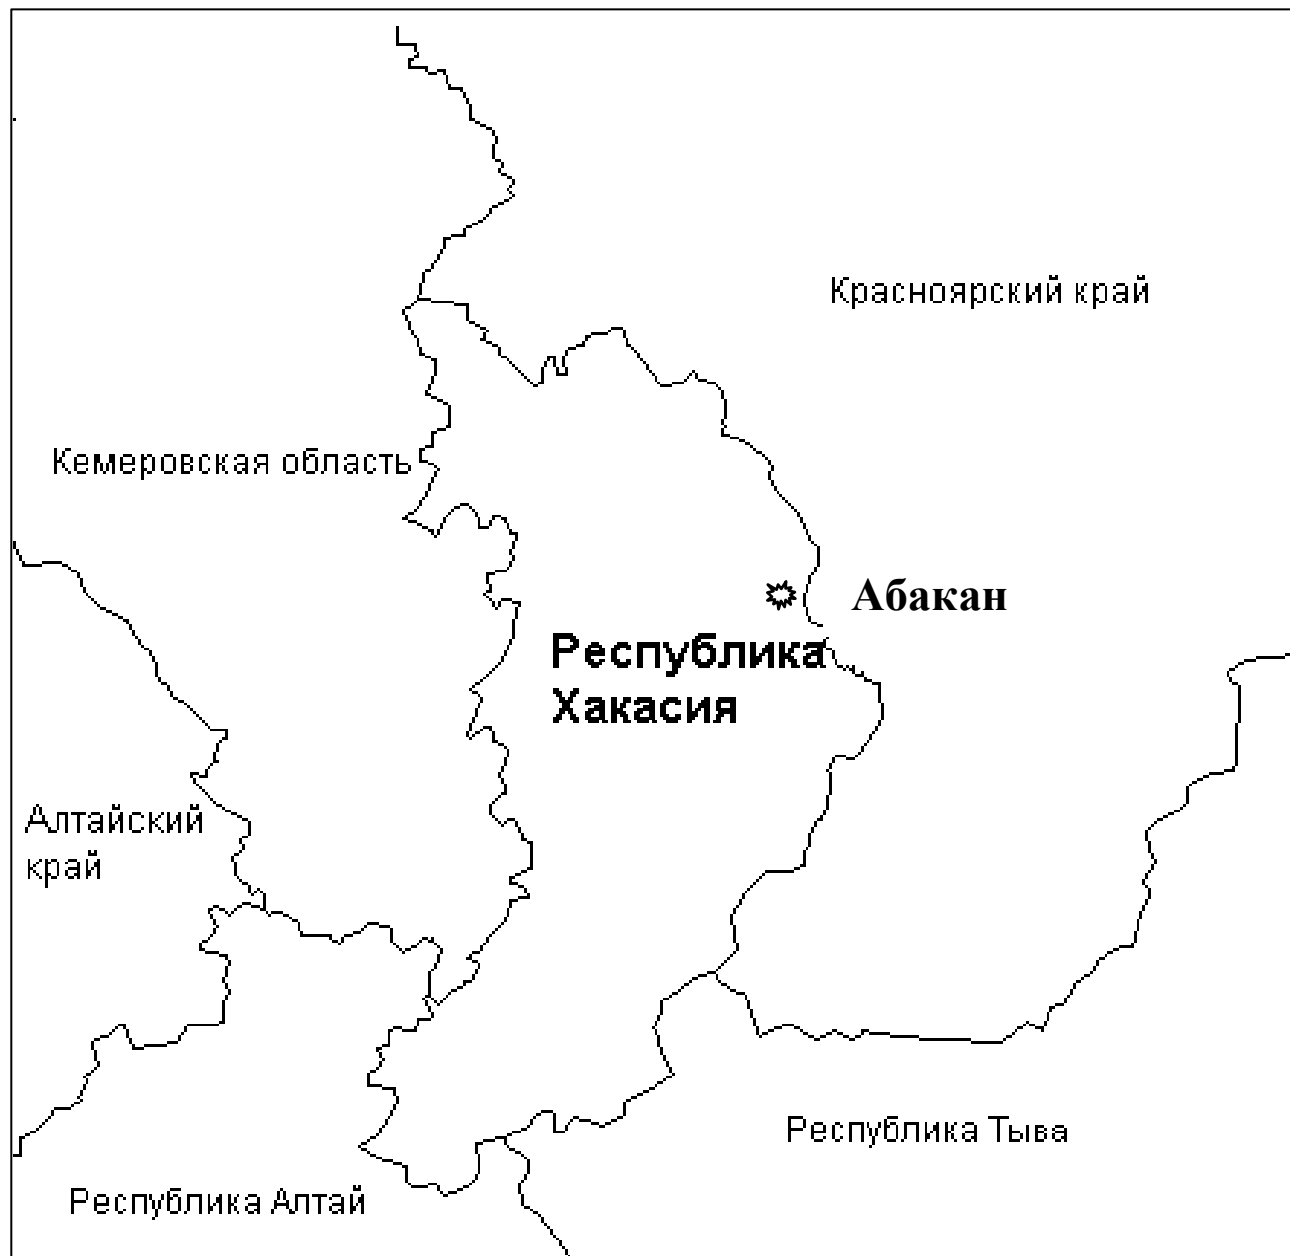 Красноярский край
Кемеровская область
Абакан
Республика
Хакасия
Алтайский
край
Республика Тыва
Республика Алтай